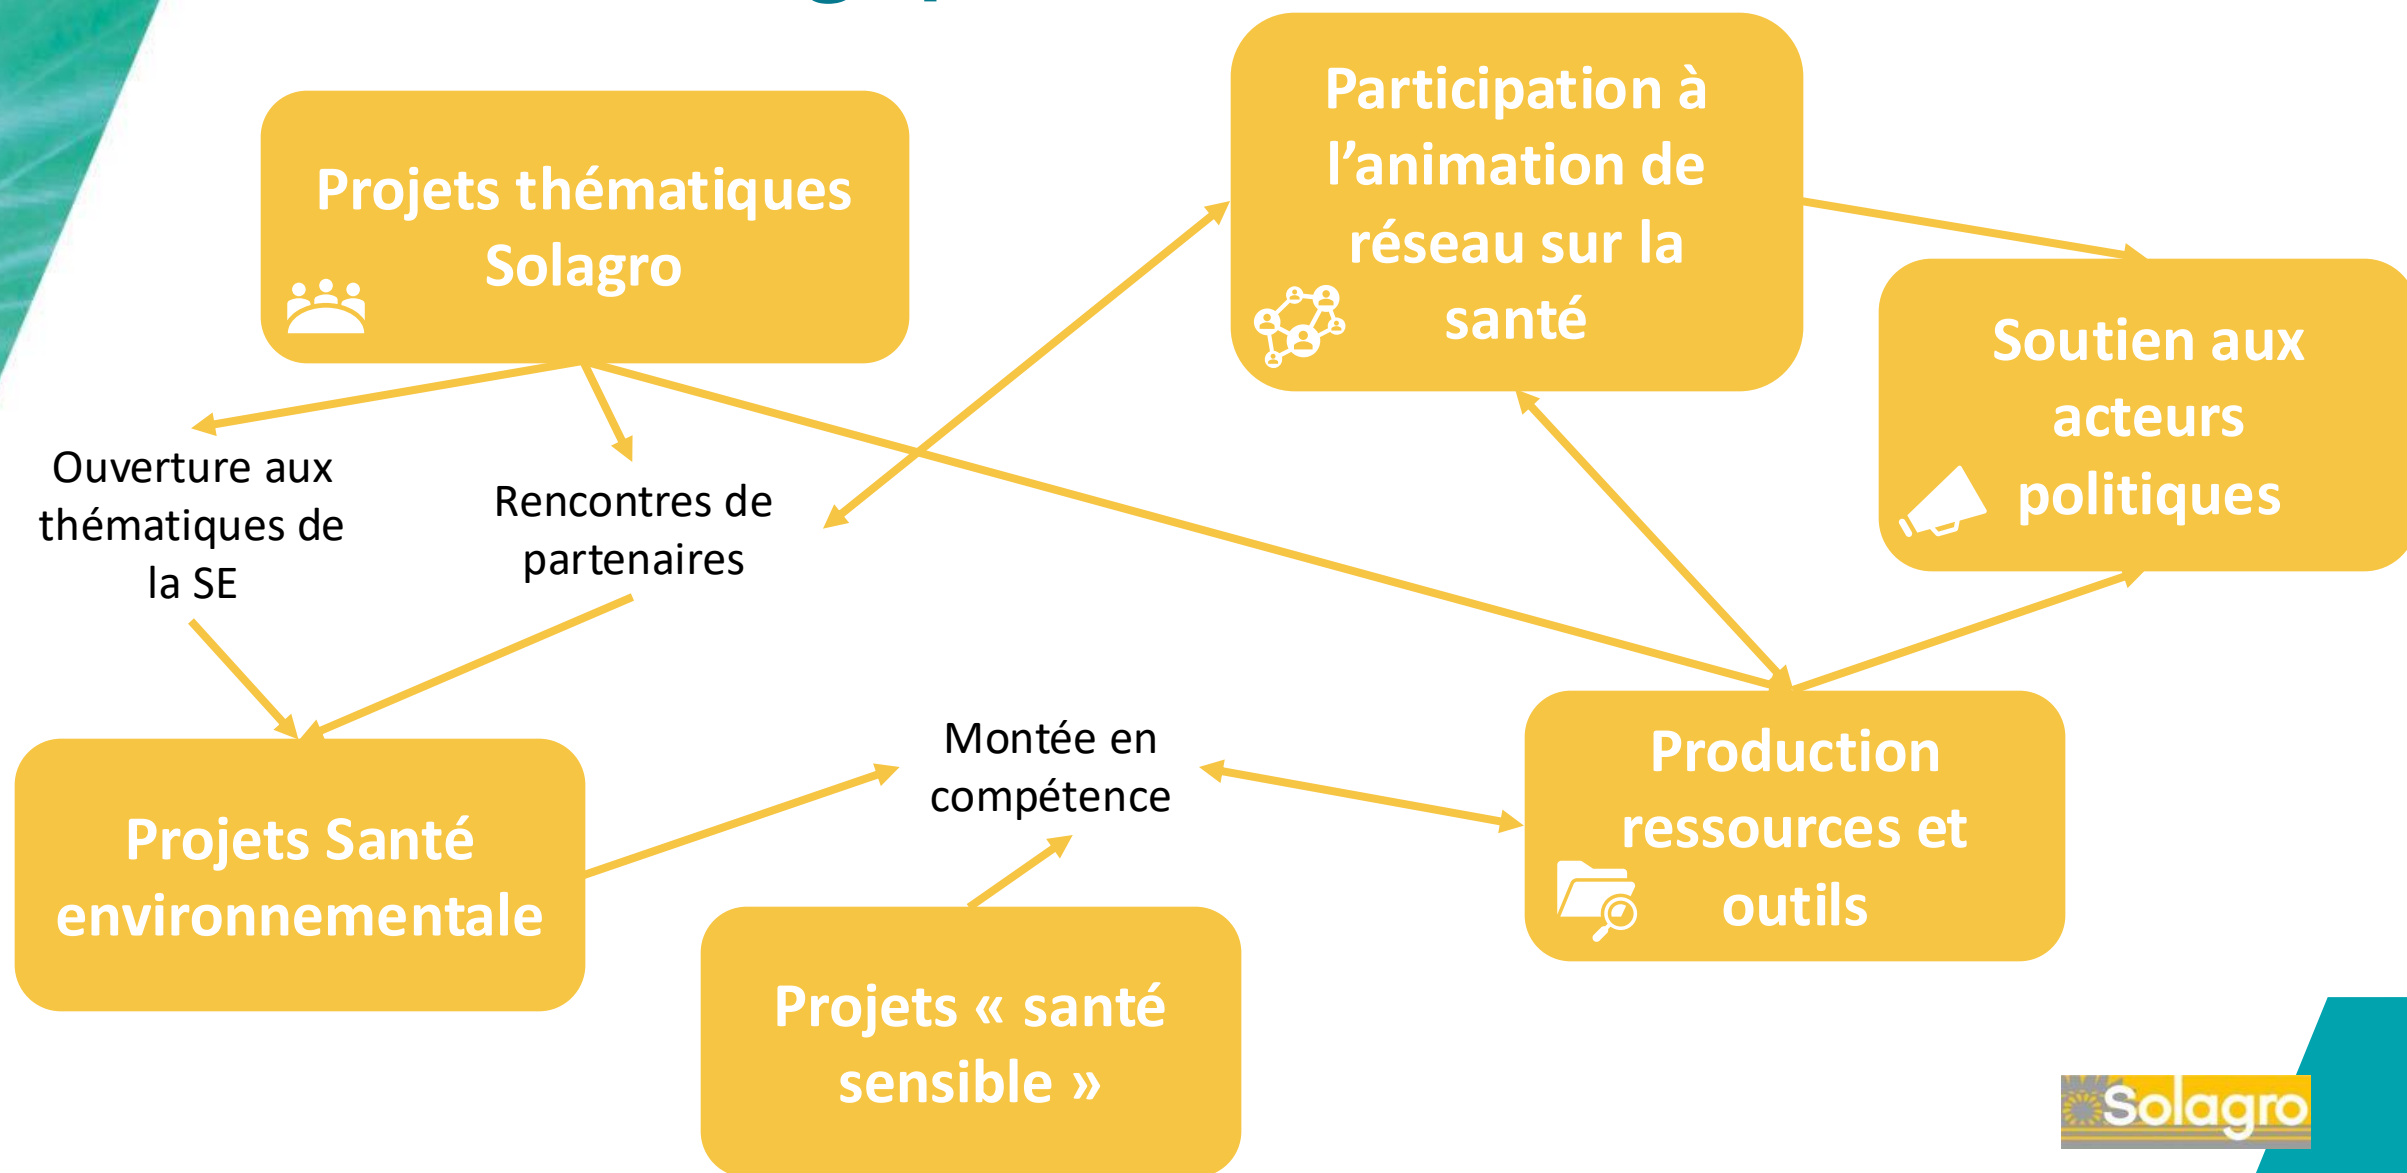 Participation à
l’animation de
réseau sur la
santé
Projets thématiques
Solagro
Soutien aux
acteurs
politiques
Ouverture aux
thématiques de
la SE
Rencontres de
partenaires
Montée en
compétence
Production
ressources et
outils
Projets Santé
environnementale
Projets « santé
sensible »
Solagro